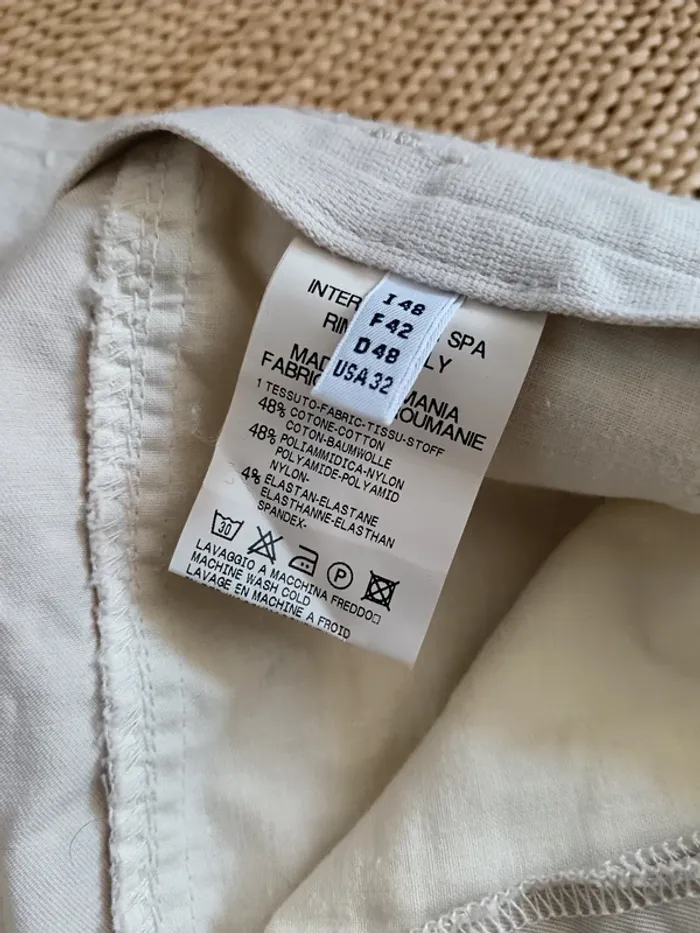 I 48
F 42
D 48
USA 32
INTER SPA
RIM LY
MAD MANIA
FABRIC ROUMANIE
1 TESSUTO-FABRIC-TISSU-STOFF
48% COTONE-COTTON
COTON-BAUMWOLLE
48% POLIAMMIDICA-NYLON
POLYAMIDE-POLYAMID
NYLON-
4% ELASTAN-ELASTANE
ELASTHANNE-ELASTHAN
SPANDEX-
30
P
LAVAGGIO A MACCHINA FREDDO
MACHINE WASH COLD
LAVAGE EN MACHINE A FROID